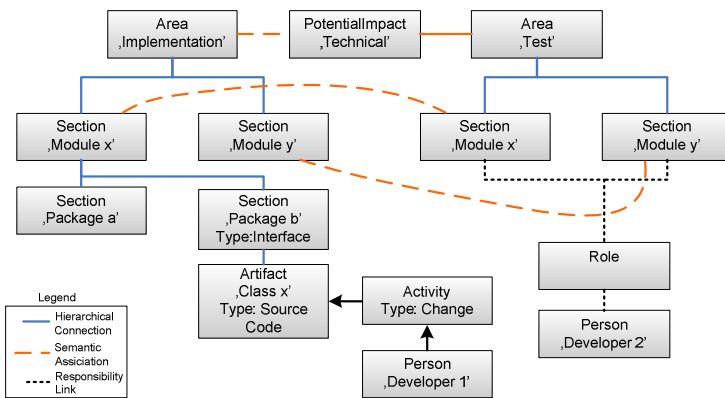 Area
‚Implementation’
PotentialImpact
‚Technical’
Area
‚Test’
Section
‚Module x’
Section
‚Module y’
Section
‚Module x’
Section
‚Module y’
Section
‚Package a’
Section
‚Package b’
Type:Interface
Role
Artifact
‚Class x’
Type: Source
Code
Activity
Type: Change
Person
‚Developer 2’
Person
‚Developer 1’
Legend
Hierarchical
Connection
Semantic
Assiciation
Responsibility
Link